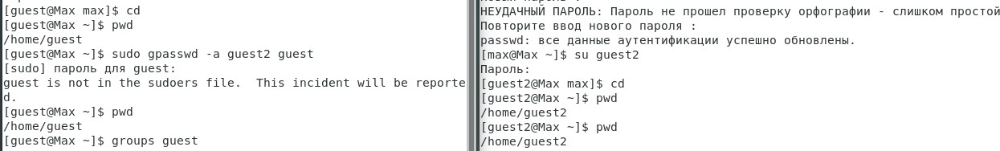 [guest@Max max]$ cd
[guest@Max ~]$ pwd
/home/guest
[guest@Max ~]$ sudo gpasswd -a guest2 guest
[sudo] пароль для guest:
guest is not in the sudoers file.  This incident will be reporte
d.
[guest@Max ~]$ pwd
/home/guest
[guest@Max ~]$ groups guest
НЕУДАЧНЫЙ ПАРОЛЬ: Пароль не прошел проверку орфографии - слишком простой
Повторите ввод нового пароля :
passwd: все данные аутентификации успешно обновлены.
[max@Max ~]$ su guest2
Пароль:
[guest2@Max max]$ cd
[guest2@Max ~]$ pwd
/home/guest2
[guest2@Max ~]$ pwd
/home/guest2